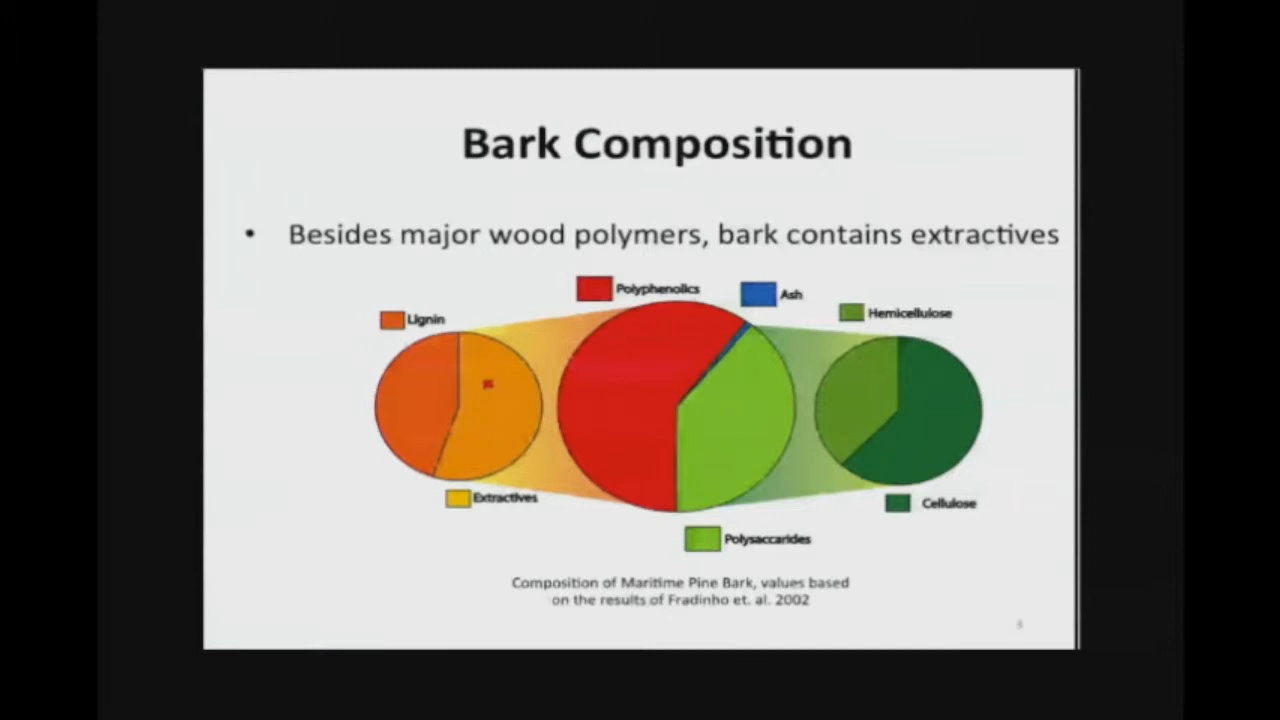 Bark Composition
• Besides major wood polymers, bark contains extractives
Polyphenolics
Ash
Hemicellulose
Lignin
Extractives
Cellulose
Polysaccarides
Composition of Maritime Pine Bark, values based
on the results of Fradinho et. al. 2002
3